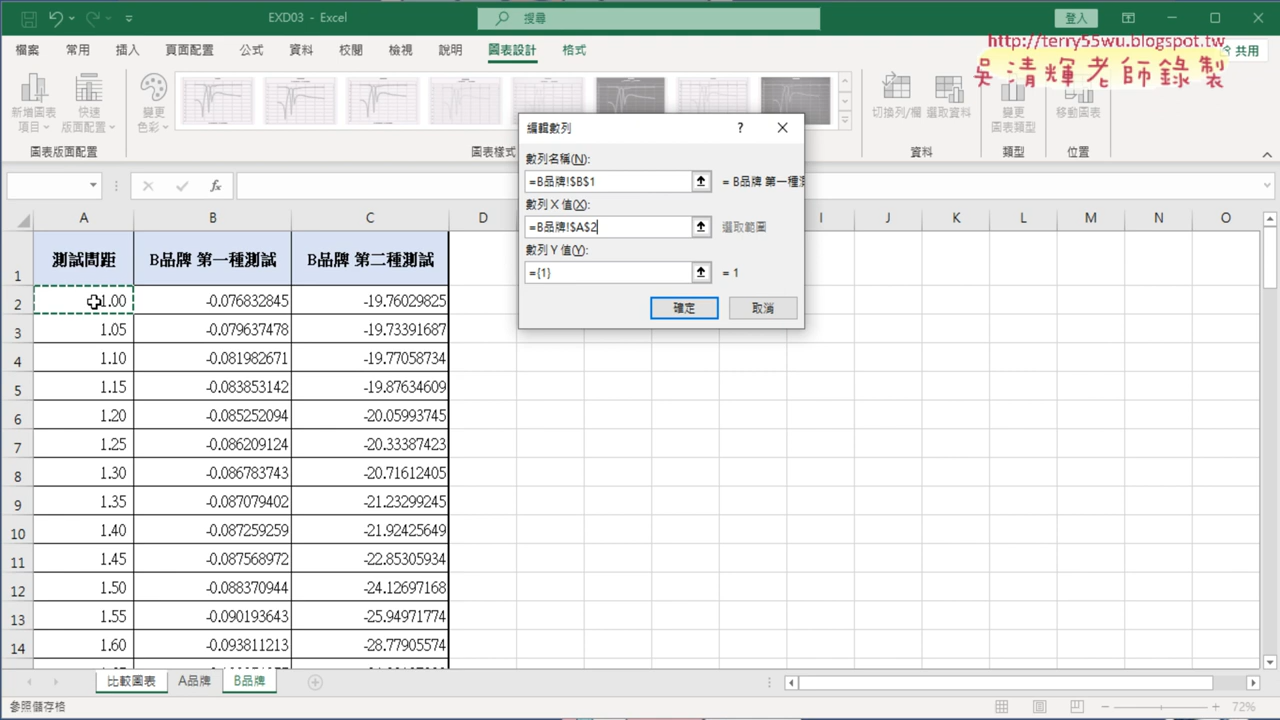 EXD03 - Excel
搜尋
登入
http://terry55wu.blogspot.tw
吳清輝老師錄製
檔案 常用 插入 頁面配置 公式 資料 校閱 檢視 說明 圖表設計 格式 共用
新增圖表項目 快速版面配置 變更色彩 切換列/欄 選取資料 變更圖表類型 移動圖表
圖表版面配置 圖表樣式 資料 類型 位置
編輯數列 ?
數列名稱(N):
=B品牌!$B$1 = B品牌 第一種測
數列 X 值(X):
=B品牌!$A$2 選取範圍
數列 Y 值(Y):
={1} = 1
確定 取消
fx
A B C D I J K L M N O
1 測試間距 B品牌 第一種測試 B品牌 第二種測試
2 1.00 -0.076832845 -19.76029825
3 1.05 -0.079637478 -19.73391687
4 1.10 -0.081982671 -19.77058734
5 1.15 -0.083853142 -19.87634609
6 1.20 -0.085252094 -20.05993745
7 1.25 -0.086209124 -20.33387423
8 1.30 -0.086783743 -20.71612405
9 1.35 -0.087079402 -21.23299245
10 1.40 -0.087259259 -21.92425649
11 1.45 -0.087568972 -22.85305934
12 1.50 -0.088370944 -24.12697168
13 1.55 -0.090193643 -25.94971774
14 1.60 -0.093811213 -28.77905574
比較圖表 A品牌 B品牌
參照儲存格 72%